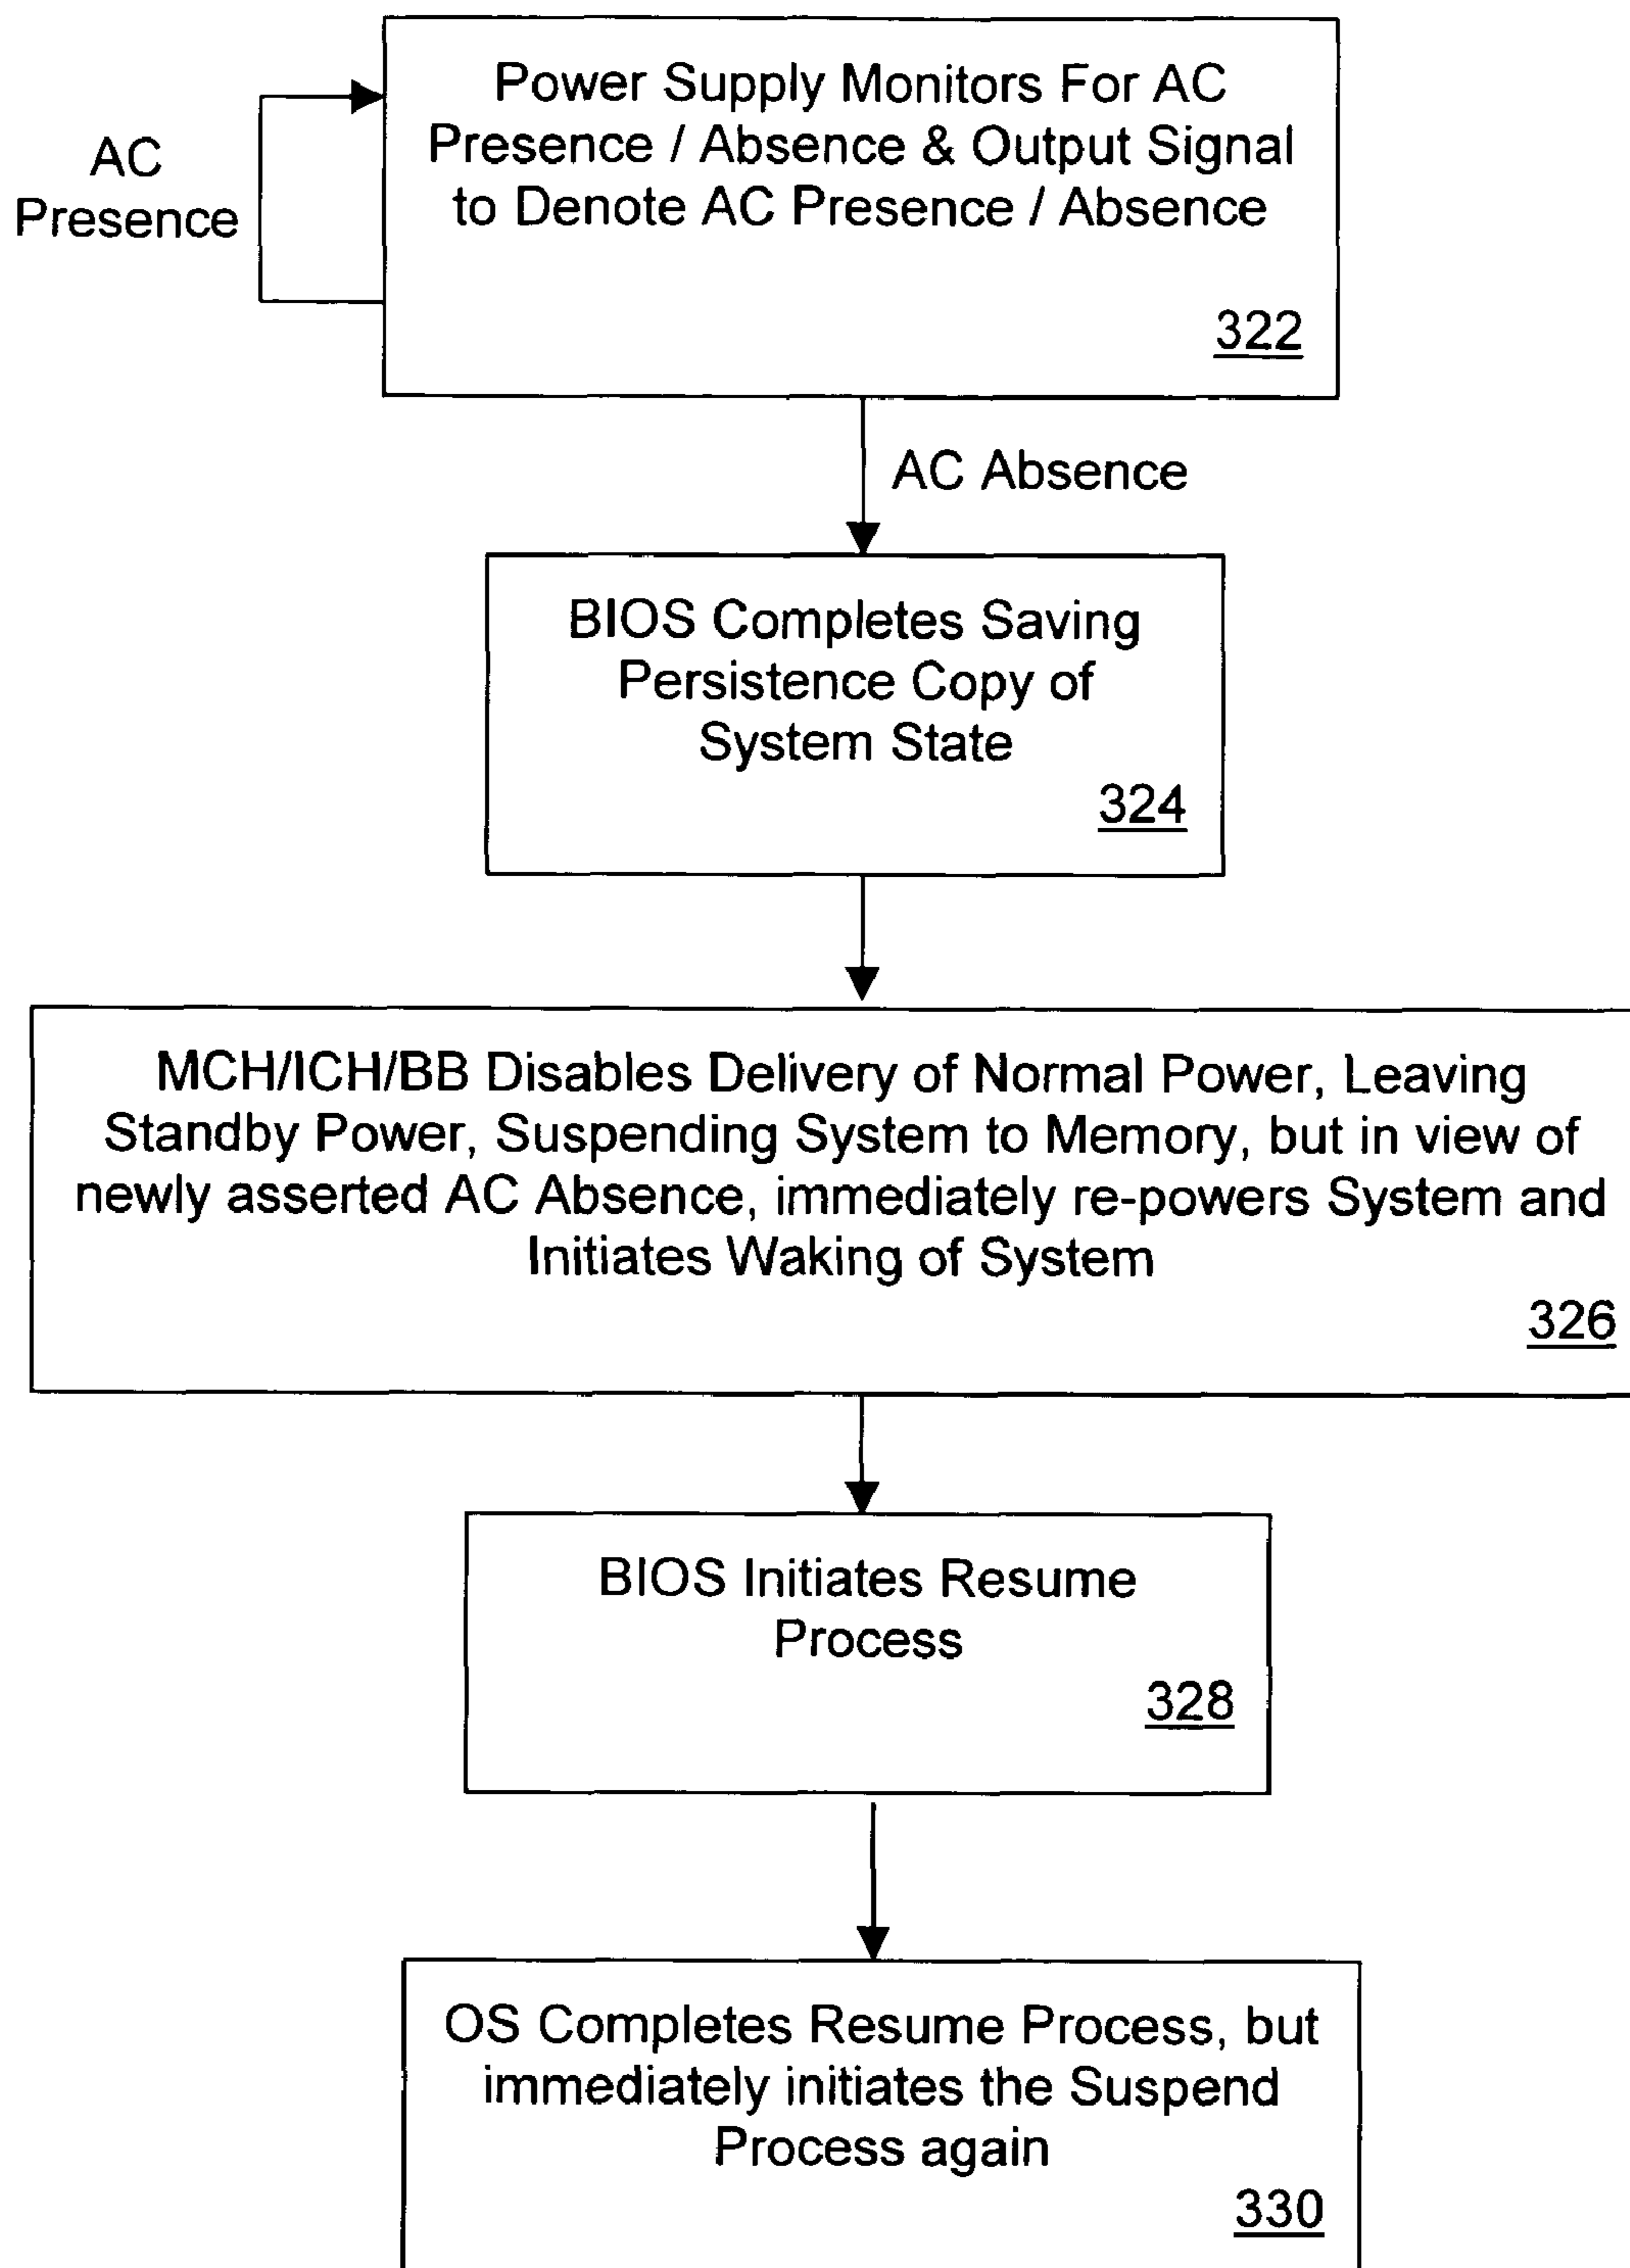 Power Supply Monitors For AC
Presence / Absence & Output Signal
to Denote AC Presence / Absence
322
AC
Presence
AC Absence
BIOS Completes Saving
Persistence Copy of
System State
324
MCH/ICH/BB Disables Delivery of Normal Power, Leaving
Standby Power, Suspending System to Memory, but in view of
newly asserted AC Absence, immediately re-powers System and
Initiates Waking of System
326
BIOS Initiates Resume
Process
328
OS Completes Resume Process, but
immediately initiates the Suspend
Process again
330